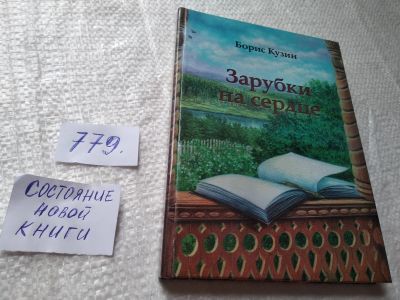 Борис Кузин
Зарубки
на сердце
779.
СОСТОЯНИЕ
НОВОЙ
КНИГИ